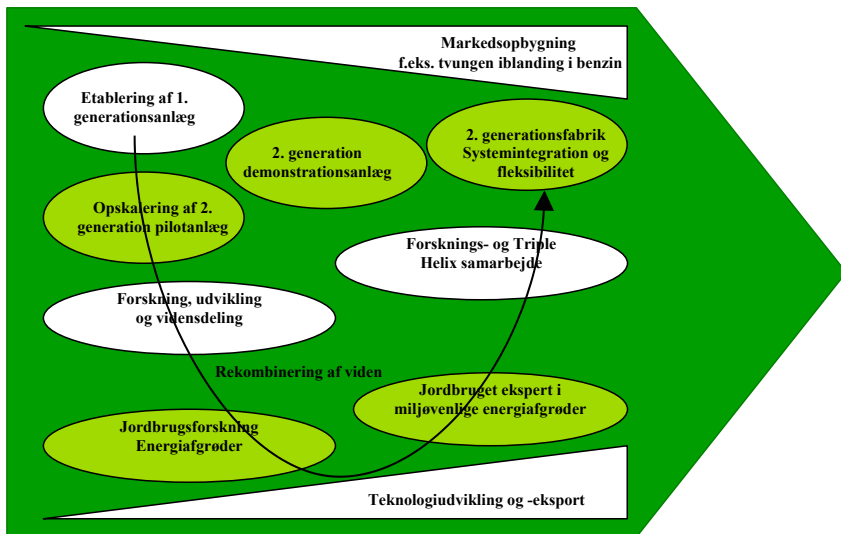 Markedsopbygning
f.eks. tvungen iblanding i benzin
Etablering af 1.
generationsanlæg
2. generation
demonstrationsanlæg
2. generationsfabrik
Systemintegration og
fleksibilitet
Opskalering af 2.
generation pilotanlæg
Forsknings- og Triple
Helix samarbejde
Forskning, udvikling
og vidensdeling
Rekombinering af viden
Jordbruget ekspert i
miljøvenlige energiafgrøder
Jordbrugsforskning
Energiafgrøder
Teknologiudvikling og -eksport